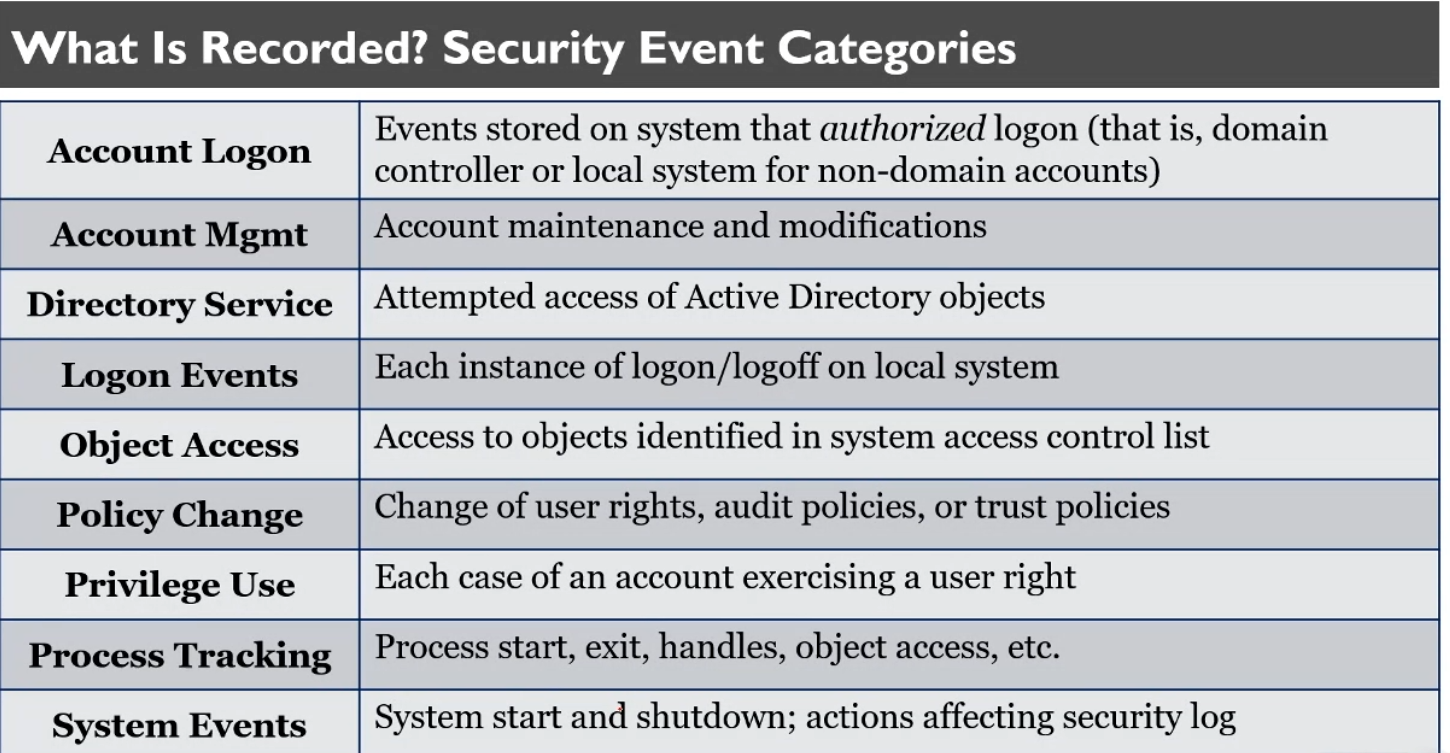 What Is Recorded? Security Event Categories
Account Logon
Events stored on system that authorized logon (that is, domain
controller or local system for non-domain accounts)
Account Mgmt
Account maintenance and modifications
Directory Service
Attempted access of Active Directory objects
Logon Events
Each instance of logon/logoff on local system
Object Access
Access to objects identified in system access control list
Policy Change
Change of user rights, audit policies, or trust policies
Privilege Use
Each case of an account exercising a user right
Process Tracking
Process start, exit, handles, object access, etc.
System Events
System start and shutdown; actions affecting security log